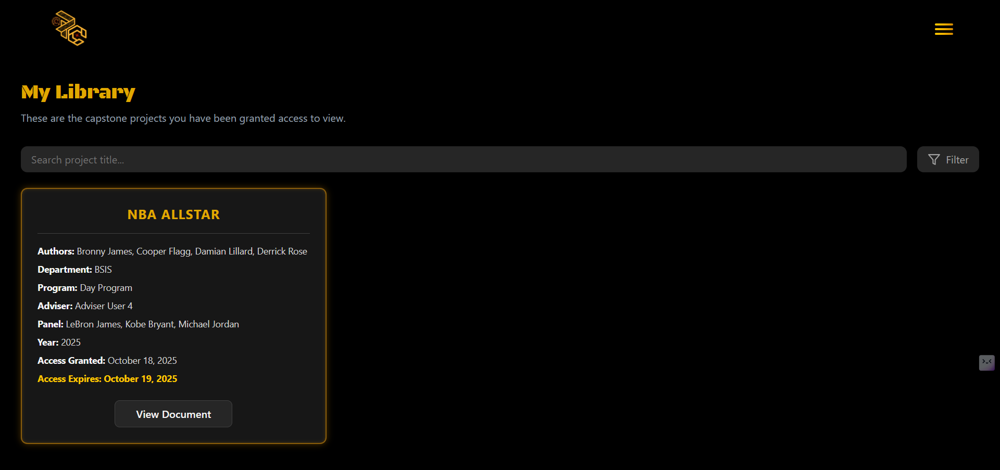 My Library
These are the capstone projects you have been granted access to view.
Search project title...
Filter
NBA ALLSTAR
Authors: Bronny James, Cooper Flagg, Damian Lillard, Derrick Rose
Department: BSIS
Program: Day Program
Adviser: Adviser User 4
Panel: LeBron James, Kobe Bryant, Michael Jordan
Year: 2025
Access Granted: October 18, 2025
Access Expires: October 19, 2025
View Document